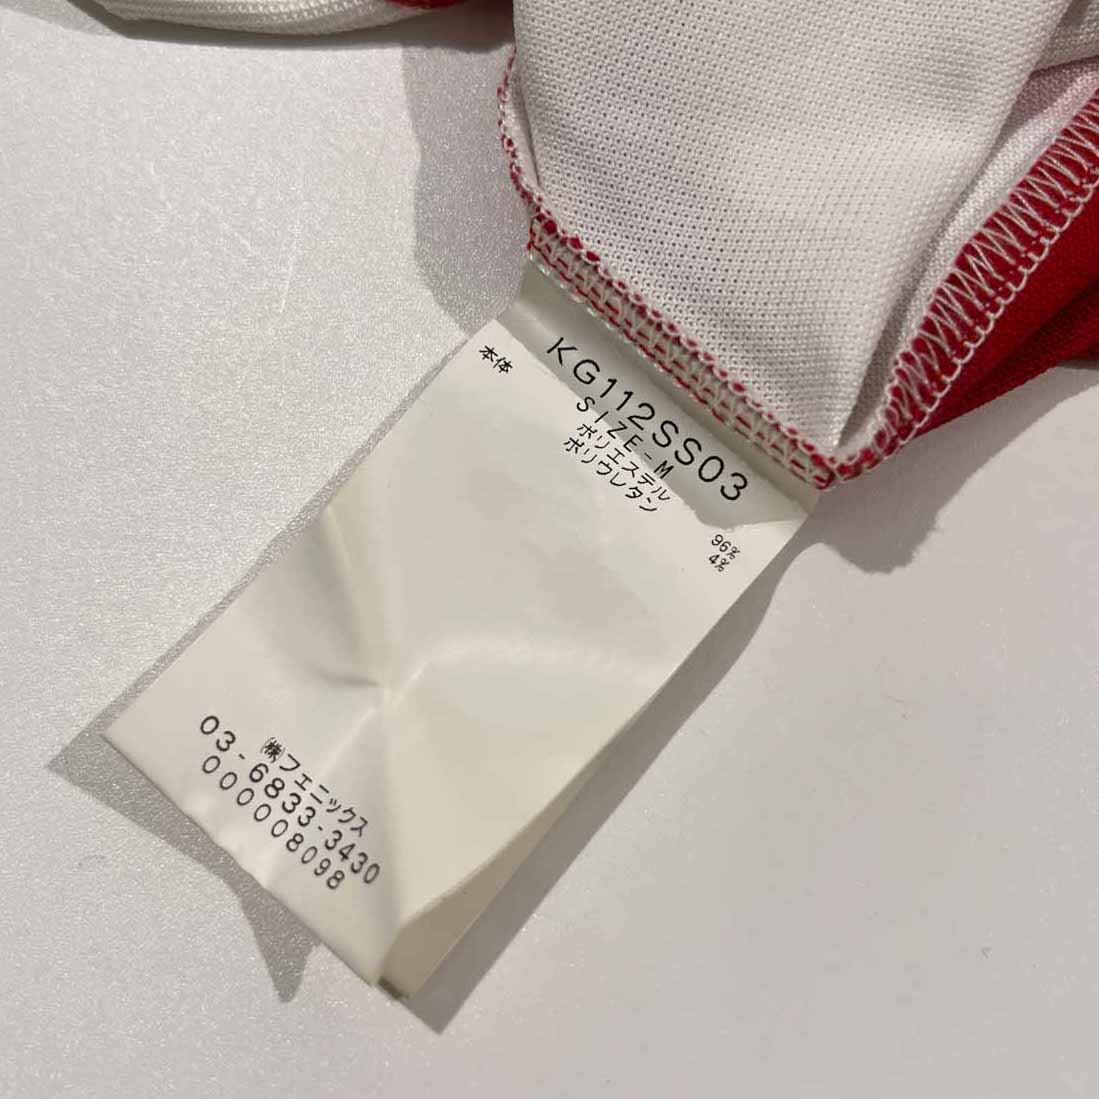 KG112SS03
SIZE-M
本体 ポリエステル 96%
ポリウレタン 4%
㈱フェニックス
03-6833-3430
000008098